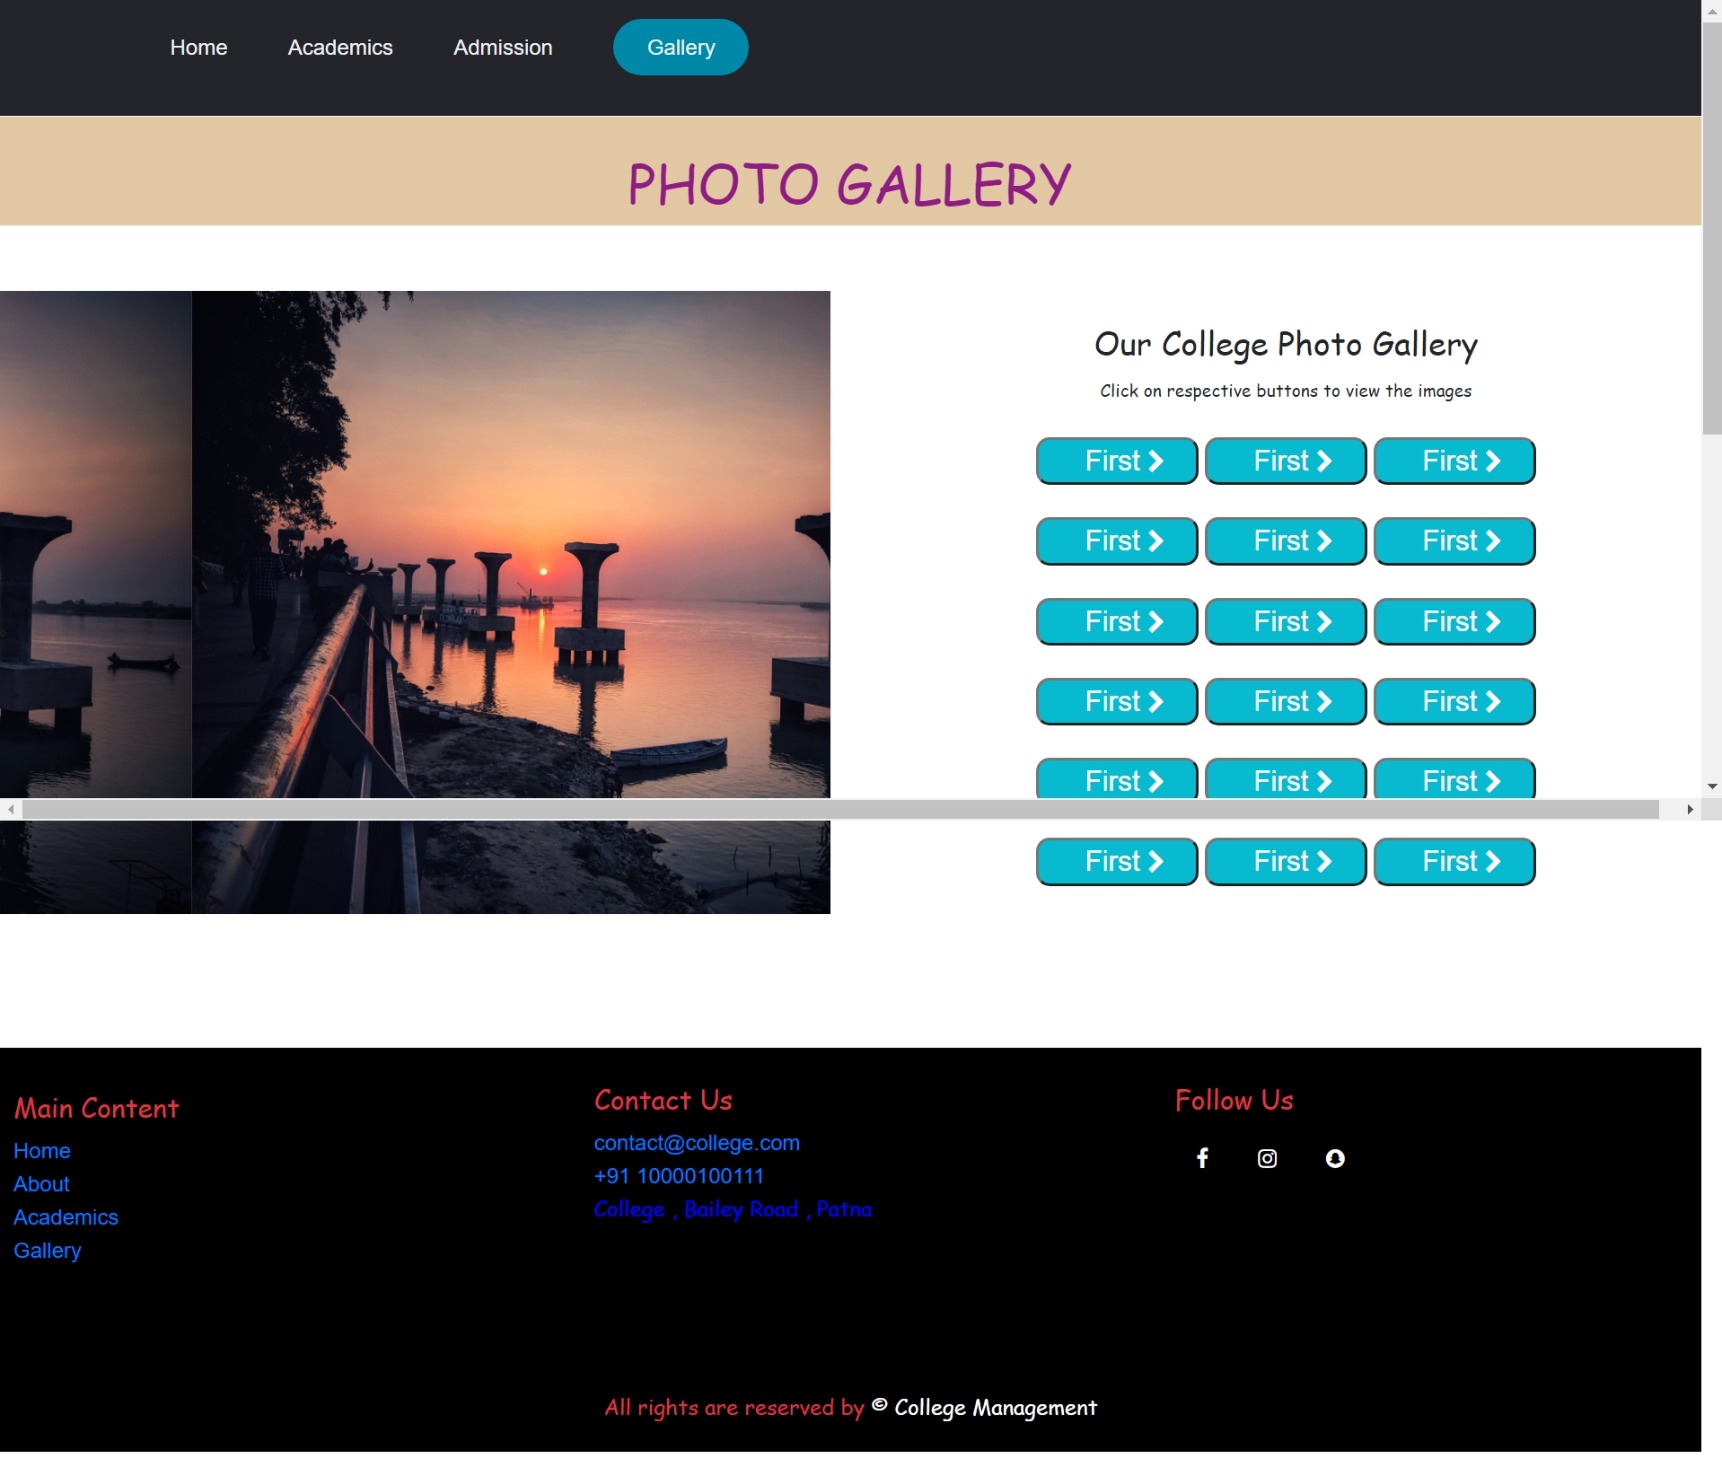 Home Academics Admission Gallery
PHOTO GALLERY
Our College Photo Gallery
Click on respective buttons to view the images
First First First
First First First
First First First
First First First
First First First
First First First
Main Content
Home
About
Academics
Gallery
Contact Us
contact@college.com
+91 10000100111
College , Bailey Road , Patna
Follow Us
All rights are reserved by © College Management